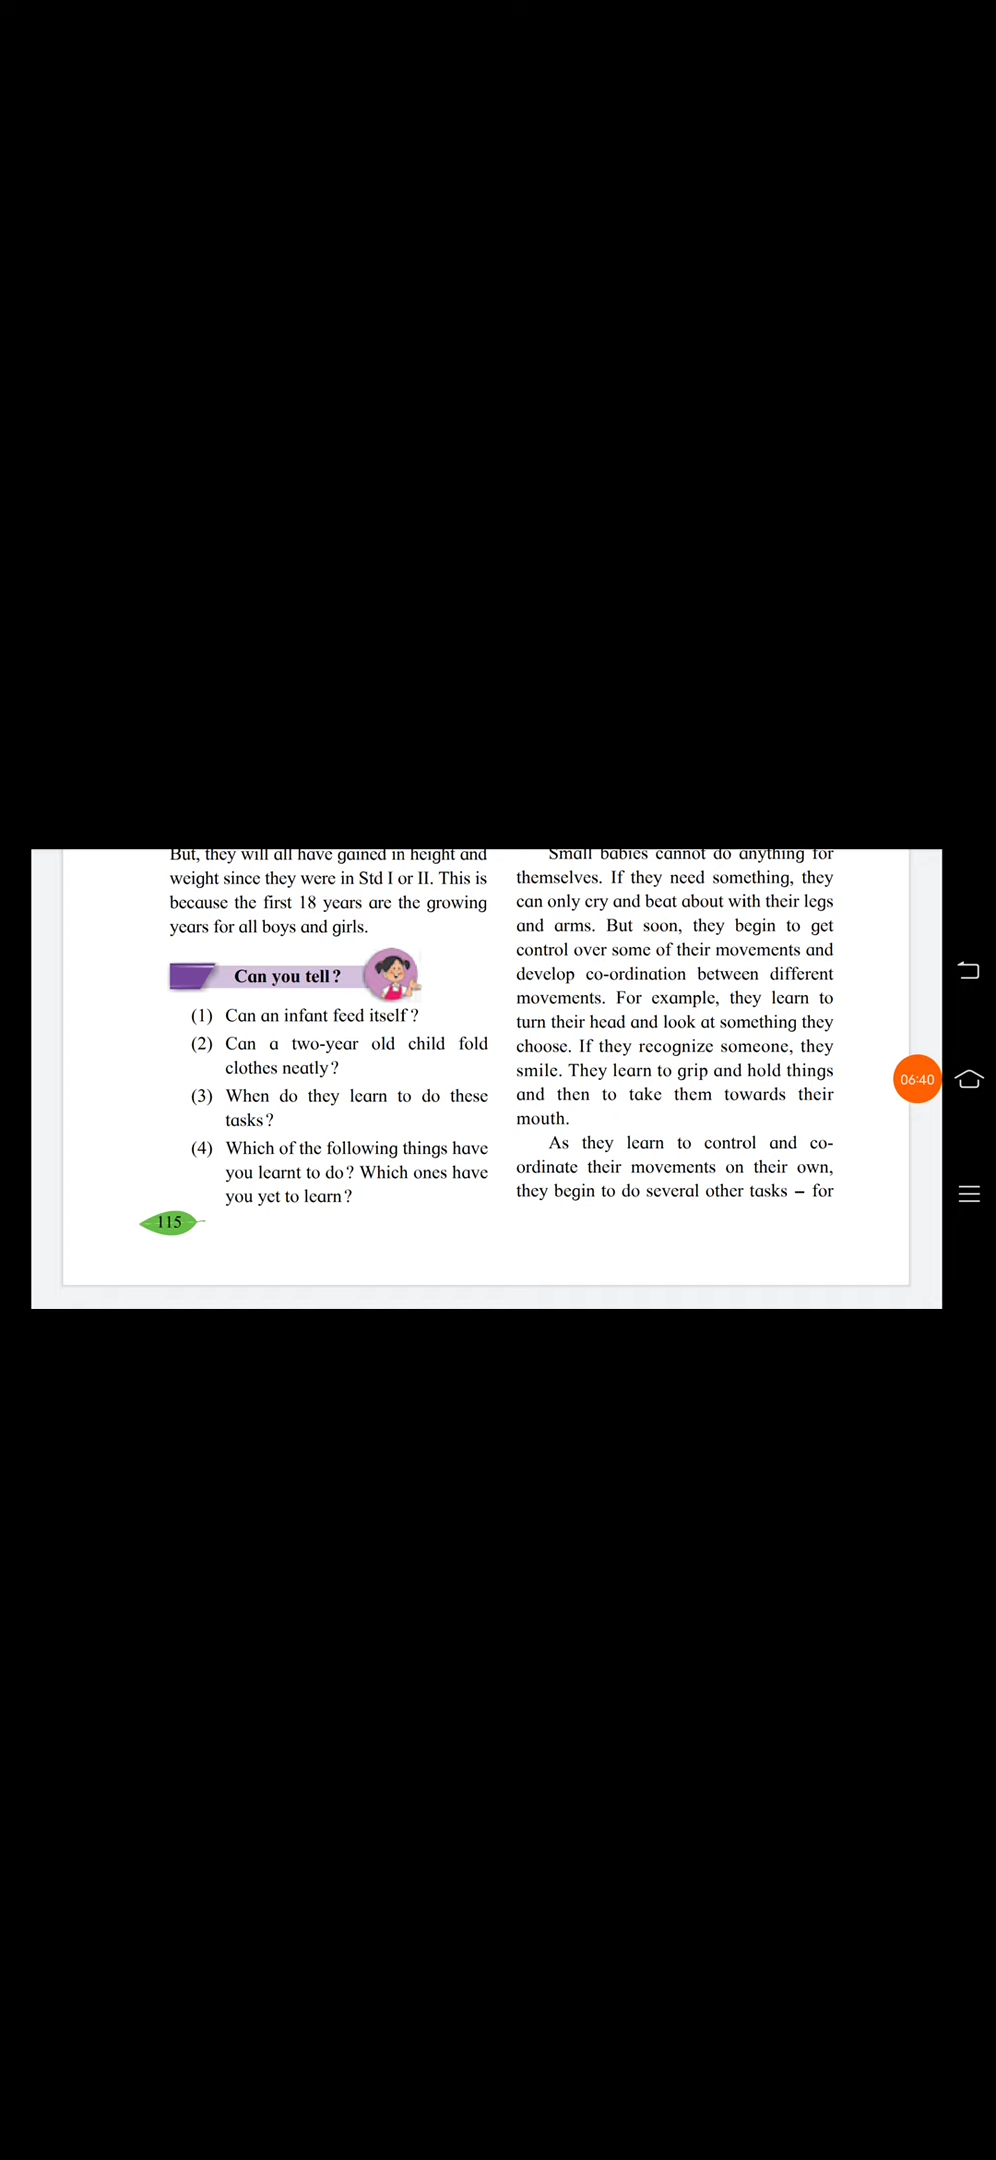 But, they will all have gained in height and
weight since they were in Std I or II. This is
because the first 18 years are the growing
years for all boys and girls.
Can you tell ?
(1) Can an infant feed itself ?
(2) Can a two-year old child fold
clothes neatly ?
(3) When do they learn to do these
tasks ?
(4) Which of the following things have
you learnt to do ? Which ones have
you yet to learn ?
115
Small babies cannot do anything for
themselves. If they need something, they
can only cry and beat about with their legs
and arms. But soon, they begin to get
control over some of their movements and
develop co-ordination between different
movements. For example, they learn to
turn their head and look at something they
choose. If they recognize someone, they
smile. They learn to grip and hold things
and then to take them towards their
mouth.
As they learn to control and co-
ordinate their movements on their own,
they begin to do several other tasks – for
06:40